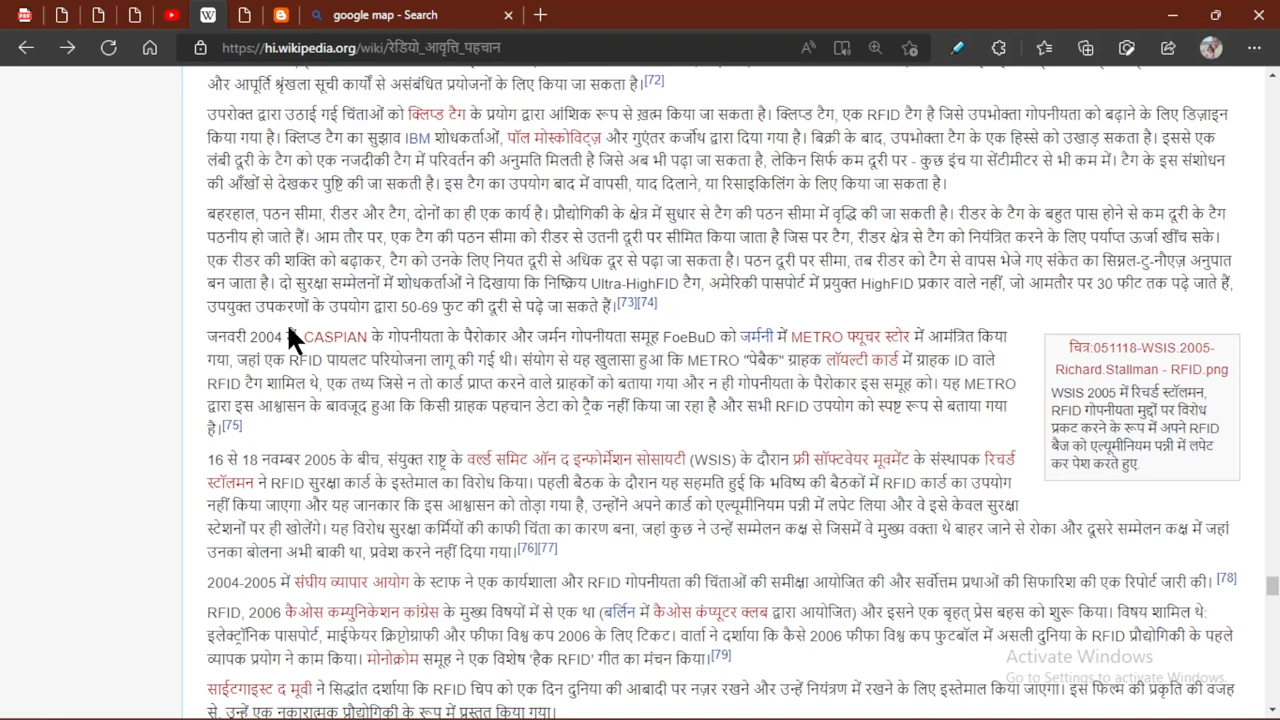 google map - Search
https://hi.wikipedia.org/wiki/रेडियो_आवृत्ति_पहचान
और आपूर्ति श्रृंखला सूची कार्यों से असंबंधित प्रयोजनों के लिए किया जा सकता है।[72]
उपरोक्त द्वारा उठाई गई चिंताओं को क्लिप्ड टैग के प्रयोग द्वारा आंशिक रूप से ख़त्म किया जा सकता है। क्लिप्ड टैग, एक RFID टैग है जिसे उपभोक्ता गोपनीयता को बढ़ाने के लिए डिज़ाइन
किया गया है। क्लिप्ड टैग का सुझाव IBM शोधकर्ताओं, पॉल मोस्कोविट्ज़ और गुएंतर कर्जोथ द्वारा दिया गया है। बिक्री के बाद, उपभोक्ता टैग के एक हिस्से को उखाड़ सकता है। इससे एक
लंबी दूरी के टैग को एक नजदीकी टैग में परिवर्तन की अनुमति मिलती है जिसे अब भी पढ़ा जा सकता है, लेकिन सिर्फ कम दूरी पर - कुछ इंच या सेंटीमीटर से भी कम में। टैग के इस संशोधन
की आँखों से देखकर पुष्टि की जा सकती है। इस टैग का उपयोग बाद में वापसी, याद दिलाने, या रिसाइकिलिंग के लिए किया जा सकता है।
बहरहाल, पठन सीमा, रीडर और टैग, दोनों का ही एक कार्य है। प्रौद्योगिकी के क्षेत्र में सुधार से टैग की पठन सीमा में वृद्धि की जा सकती है। रीडर के टैग के बहुत पास होने से कम दूरी के टैग
पठनीय हो जाते हैं। आम तौर पर, एक टैग की पठन सीमा को रीडर से उतनी दूरी पर सीमित किया जाता है जिस पर टैग, रीडर क्षेत्र से टैग को नियंत्रित करने के लिए पर्याप्त ऊर्जा खींच सके।
एक रीडर की शक्ति को बढ़ाकर, टैग को उनके लिए नियत दूरी से अधिक दूर से पढ़ा जा सकता है। पठन दूरी पर सीमा, तब रीडर को टैग से वापस भेजे गए संकेत का सिग्नल-टु-नौएज़ अनुपात
बन जाता है। दो सुरक्षा सम्मेलनों में शोधकर्ताओं ने दिखाया कि निष्क्रिय Ultra-HighFID टैग, अमेरिकी पासपोर्ट में प्रयुक्त HighFID प्रकार वाले नहीं, जो आमतौर पर 30 फीट तक पढ़े जाते हैं,
उपयुक्त उपकरणों के उपयोग द्वारा 50-69 फुट की दूरी से पढ़े जा सकते हैं।[73][74]
जनवरी 2004 में CASPIAN के गोपनीयता के पैरोकार और जर्मन गोपनीयता समूह FoeBuD को जर्मनी में METRO फ्यूचर स्टोर में आमंत्रित किया
गया, जहां एक RFID पायलट परियोजना लागू की गई थी। संयोग से यह खुलासा हुआ कि METRO "पेबैक" ग्राहक लॉयल्टी कार्ड में ग्राहक ID वाले
RFID टैग शामिल थे, एक तथ्य जिसे न तो कार्ड प्राप्त करने वाले ग्राहकों को बताया गया और न ही गोपनीयता के पैरोकार इस समूह को। यह METRO
द्वारा इस आश्वासन के बावजूद हुआ कि किसी ग्राहक पहचान डेटा को ट्रैक नहीं किया जा रहा है और सभी RFID उपयोग को स्पष्ट रूप से बताया गया
है।[75]
चित्र:051118-WSIS.2005-
Richard.Stallman - RFID.png
WSIS 2005 में रिचर्ड स्टॉलमन,
RFID गोपनीयता मुद्दों पर विरोध
प्रकट करने के रूप में अपने RFID
बैज को एल्यूमीनियम पन्नी में लपेट
कर पेश करते हुए.
16 से 18 नवम्बर 2005 के बीच, संयुक्त राष्ट्र के वर्ल्ड समिट ऑन द इन्फोर्मेशन सोसायटी (WSIS) के दौरान फ्री सॉफ्टवेयर मूवमेंट के संस्थापक रिचर्ड
स्टॉलमन ने RFID सुरक्षा कार्ड के इस्तेमाल का विरोध किया। पहली बैठक के दौरान यह सहमति हुई कि भविष्य की बैठकों में RFID कार्ड का उपयोग
नहीं किया जाएगा और यह जानकार कि इस आश्वासन को तोड़ा गया है, उन्होंने अपने कार्ड को एल्यूमीनियम पन्नी में लपेट लिया और वे इसे केवल सुरक्षा
स्टेशनों पर ही खोलेंगे। यह विरोध सुरक्षा कर्मियों की काफी चिंता का कारण बना, जहां कुछ ने उन्हें सम्मेलन कक्ष से जिसमें वे मुख्य वक्ता थे बाहर जाने से रोका और दूसरे सम्मेलन कक्ष में जहां
उनका बोलना अभी बाकी था, प्रवेश करने नहीं दिया गया।[76][77]
2004-2005 में संघीय व्यापार आयोग के स्टाफ ने एक कार्यशाला और RFID गोपनीयता की चिंताओं की समीक्षा आयोजित की और सर्वोत्तम प्रथाओं की सिफारिश की एक रिपोर्ट जारी की। [78]
RFID, 2006 कैओस कम्युनिकेशन कांग्रेस के मुख्य विषयों में से एक था (बर्लिन में कैओस कंप्यूटर क्लब द्वारा आयोजित) और इसने एक बृहत् प्रेस बहस को शुरू किया। विषय शामिल थे:
इलेक्ट्रॉनिक पासपोर्ट, माईफेयर क्रिप्टोग्राफी और फीफा विश्व कप 2006 के लिए टिकट। वार्ता ने दर्शाया कि कैसे 2006 फीफा विश्व कप फुटबॉल में असली दुनिया के RFID प्रौद्योगिकी के पहले
व्यापक प्रयोग ने काम किया। मोनोक्रोम समूह ने एक विशेष 'हैक RFID' गीत का मंचन किया।[79]
Activate Windows
Go to Settings to activate Windows.
साईटगाइस्ट द मूवी ने सिद्धांत दर्शाया कि RFID चिप को एक दिन दुनिया की आबादी पर नज़र रखने और उन्हें नियंत्रण में रखने के लिए इस्तेमाल किया जाएगा। इस फिल्म की प्रकृति की वजह
से, उन्हें एक नकारात्मक प्रौद्योगिकी के रूप में प्रस्तुत किया गया।